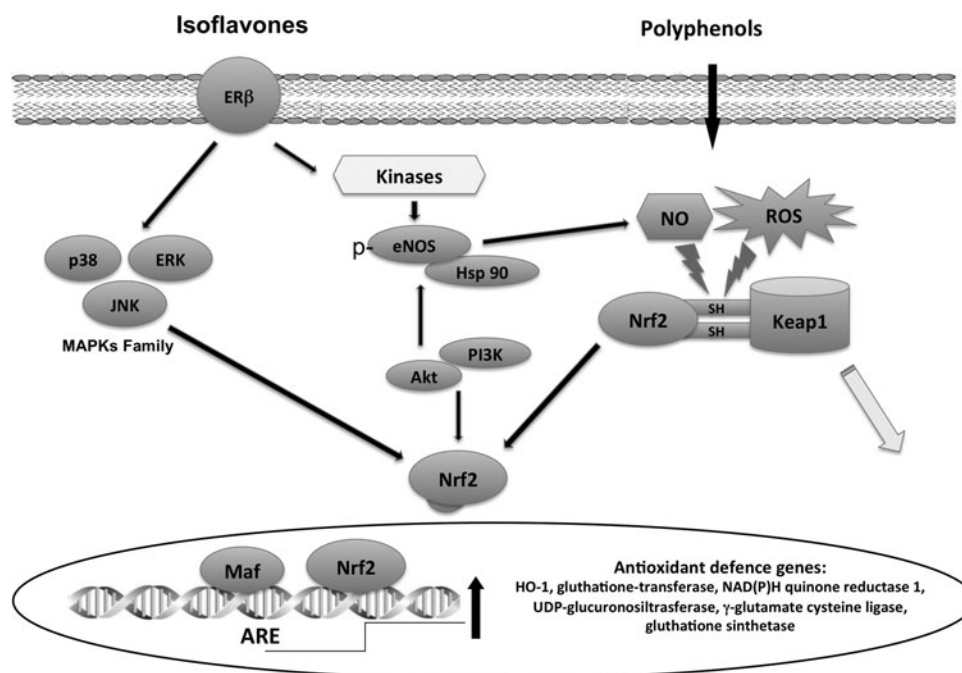 Isoflavones
Polyphenols
ERβ
Kinases
p-
eNOS
Hsp 90
NO
ROS
p38
ERK
JNK
MAPKs Family
Nrf2
SH
SH
Keap1
PI3K
Akt
Nrf2
Maf
Nrf2
ARE
Antioxidant defence genes:
HO-1, gluthatione-transferase, NAD(P)H quinone reductase 1,
UDP-glucuronosiltrasferase, γ-glutamate cysteine ligase,
gluthatione sinthetase